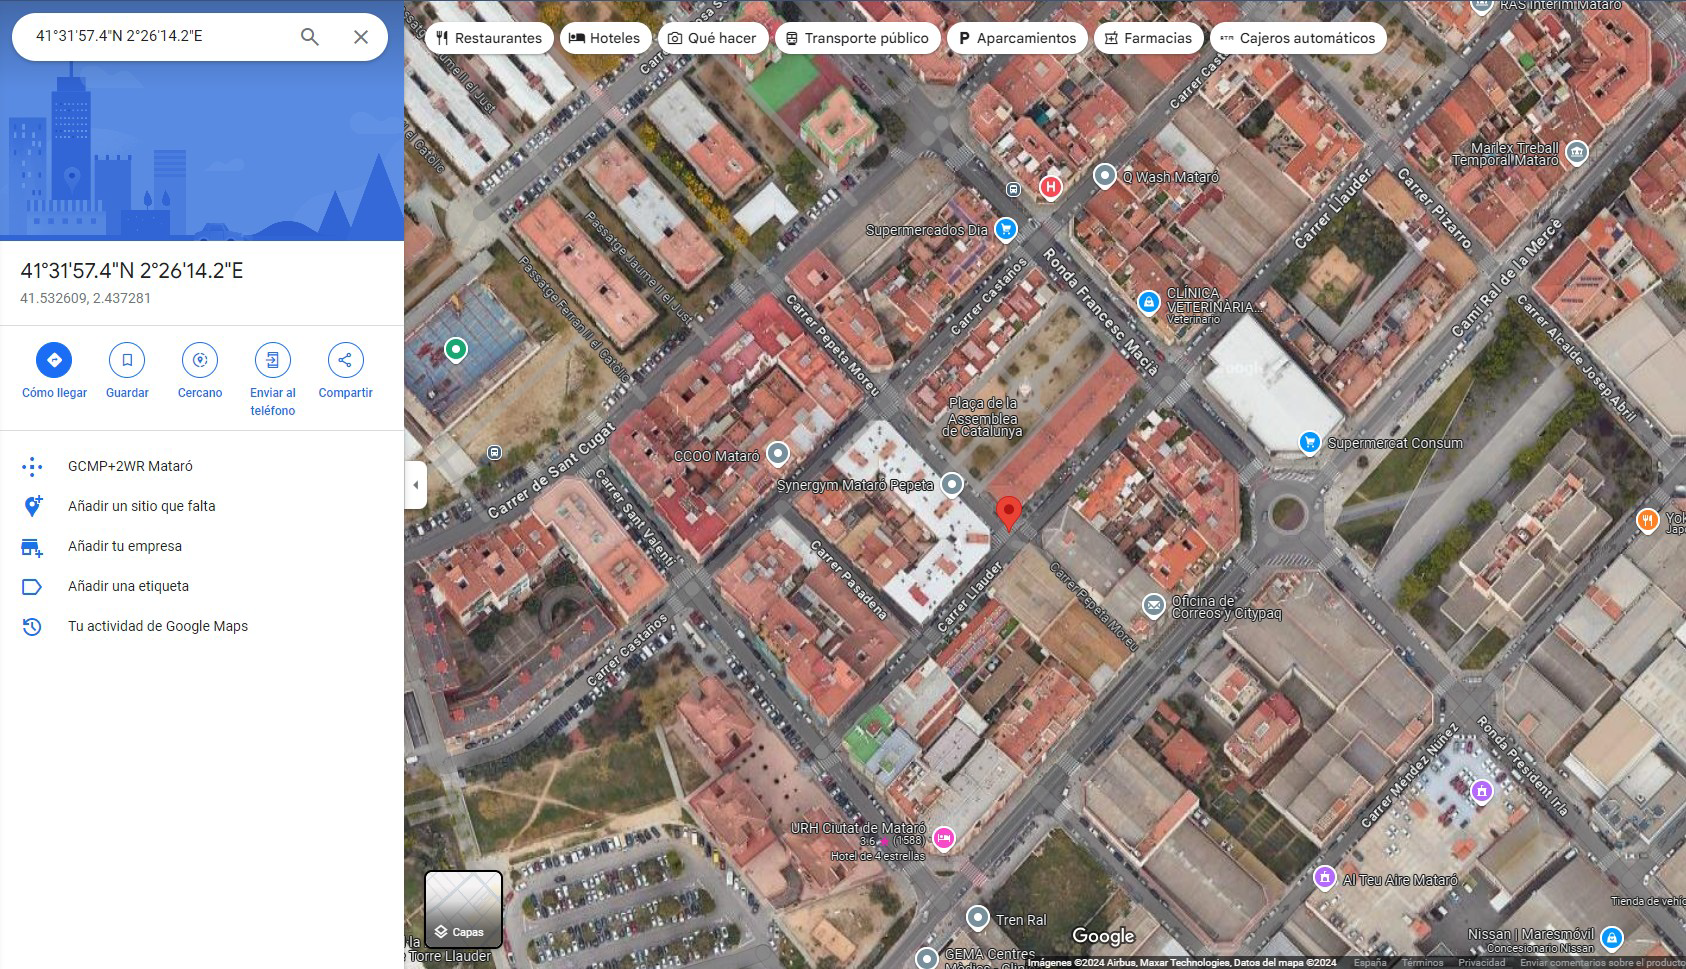 41°31'57.4"N 2°26'14.2"E
41°31'57.4"N 2°26'14.2"E
41.532609, 2.437281
Cómo llegar
Guardar
Cercano
Enviar al
teléfono
Compartir
GCMP+2WR Mataró
Añadir un sitio que falta
Añadir tu empresa
Añadir una etiqueta
Tu actividad de Google Maps
Restaurantes
Hoteles
Qué hacer
Transporte público
Aparcamientos
Farmacias
Cajeros automáticos
RAS Interim Mataró
Marlex Treball
Temporal Mataró
Q Wash Mataró
Carrer Llauder
Carrer Pizarro
Supermercados Dia
Camí Ral de la Merce
Ronda Francesc Macià
Carrer Castaños
CLÍNICA
VETERINÀRIA...
Veterinario
Carrer Alcalde Josep Abril
Passatge Jaume II el Just
Passatge Ferran II el Catòlic
Carrer Pepeta Moreu
Plaça de la
Assemblea
de Catalunya
Supermercat Consum
CCOO Mataró
Synergym Mataró Pepeta
Carrer de Sant Cugat
Carrer Sant Valentí
Carrer Pasadena
Carrer Llauder
Carrer Pepeta Moreu
Oficina de
Correos y Citypaq
Carrer Castaños
Carrer Méndez Núñez
Ronda President Irla
URH Ciutat de Mataró
3.6 ★ (1588)
Hotel de 4 estrellas
Al Teu Aire Mataró
Tren Ral
Nissan | Maresmóvil
Concesionario Nissan
GEMA Centres
Torre Llauder
Capas
Google
Imágenes ©2024 Airbus, Maxar Technologies, Datos del mapa ©2024
España
Términos
Privacidad
Enviar comentarios sobre el producto